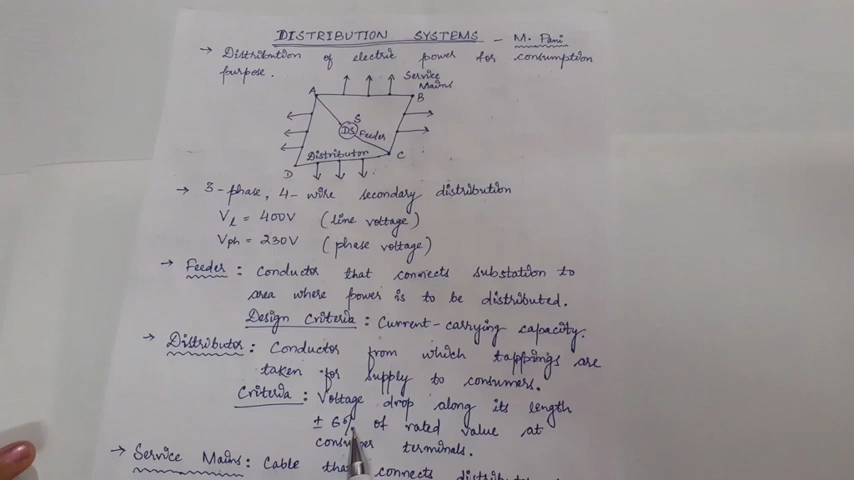 DISTRIBUTION SYSTEMS - M. Pani
→ Distribution of electric power for consumption
purpose.
Service
Mains
A
B
S
DS
Feeder
Distributor
C
D
→ 3-phase, 4-wire secondary distribution
Vl = 400V (line voltage)
Vph = 230V (phase voltage)
→ Feeder : Conductor that connects substation to
area where power is to be distributed.
Design Criteria : Current-carrying capacity.
→ Distributor : Conductor from which tappings are
taken for supply to consumers.
Criteria : Voltage drop along its length
± 6% of rated value at
consumer terminals.
→ Service Mains : Cable that connects